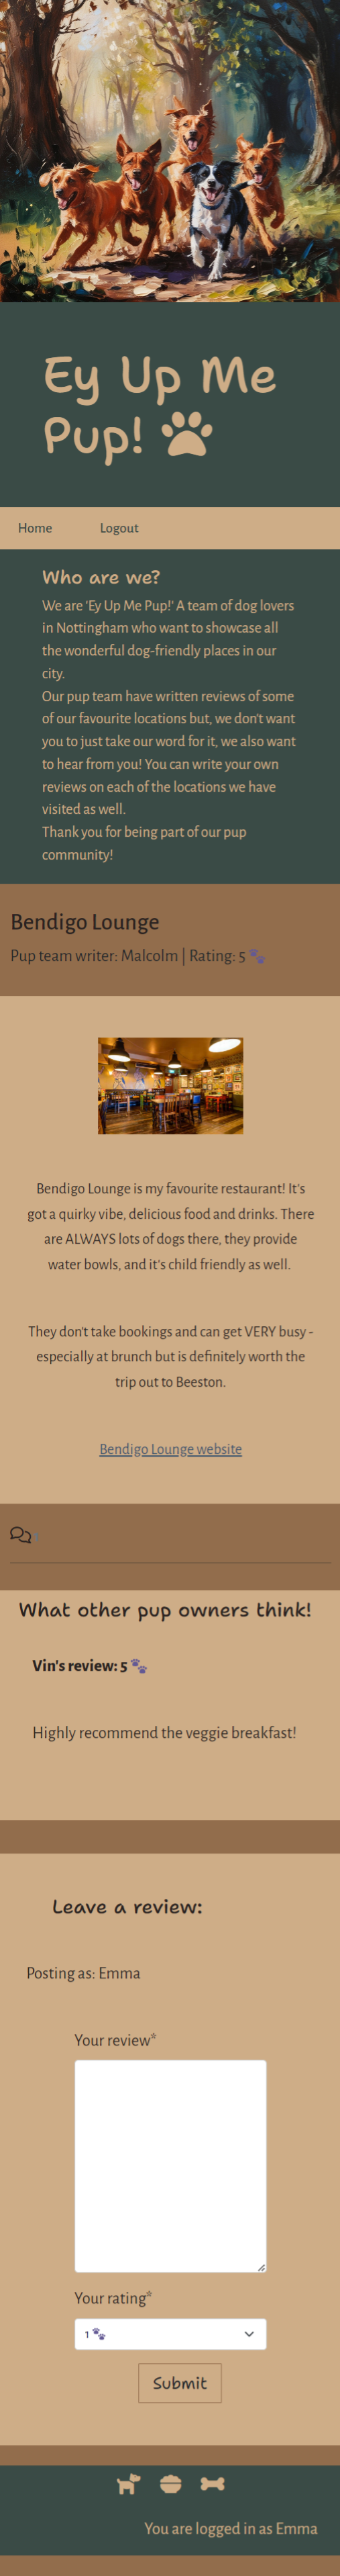 Ey Up Me
Pup!
Home Logout
Who are we?
We are 'Ey Up Me Pup!' A team of dog lovers
in Nottingham who want to showcase all
the wonderful dog-friendly places in our
city.
Our pup team have written reviews of some
of our favourite locations but, we don't want
you to just take our word for it, we also want
to hear from you! You can write your own
reviews on each of the locations we have
visited as well.
Thank you for being part of our pup
community!
Bendigo Lounge
Pup team writer: Malcolm | Rating: 5 🐾
Bendigo Lounge is my favourite restaurant! It's
got a quirky vibe, delicious food and drinks. There
are ALWAYS lots of dogs there, they provide
water bowls, and it's child friendly as well.
They don't take bookings and can get VERY busy -
especially at brunch but is definitely worth the
trip out to Beeston.
Bendigo Lounge website
What other pup owners think!
Vin's review: 5 🐾
Highly recommend the veggie breakfast!
Leave a review:
Posting as: Emma
Your review*
Your rating*
1 🐾
Submit
You are logged in as Emma